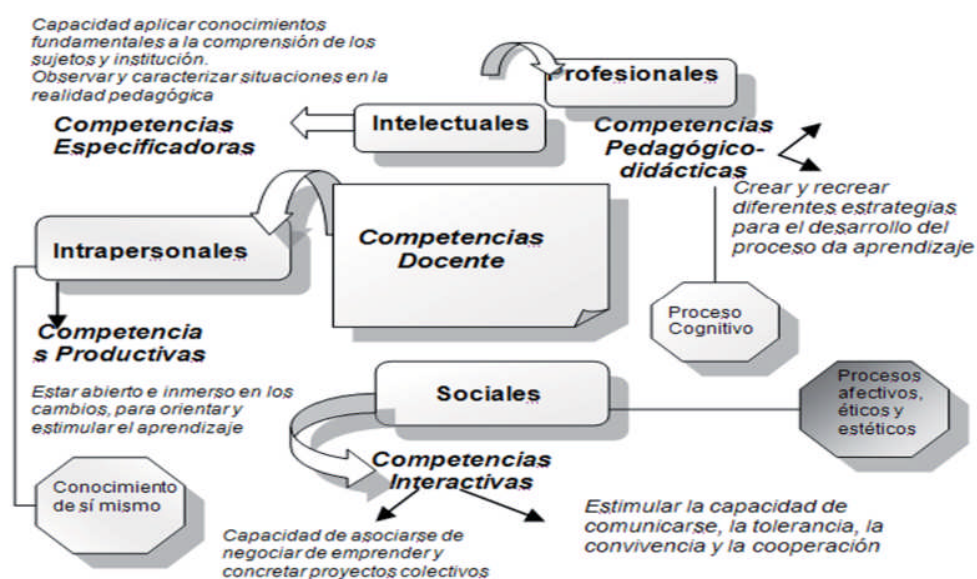 Capacidad aplicar conocimientos
fundamentales a la comprensión de los
sujetos y institución.
Observar y caracterizar situaciones en la
realidad pedagógica
Profesionales
Intelectuales
Competencias
Especificadoras
Competencias
Pedagógico-
didácticas
Crear y recrear
diferentes estrategias
para el desarrollo del
proceso da aprendizaje
Intrapersonales
Competencias
Docente
Proceso
Cognitivo
Competencia
s Productivas
Estar abierto e inmerso en los
cambios, para orientar y
estimular el aprendizaje
Sociales
Procesos
afectivos,
éticos y
estéticos
Conocimiento
de sí mismo
Competencias
Interactivas
Capacidad de asociarse de
negociar de emprender y
concretar proyectos colectivos
Estimular la capacidad de
comunicarse, la tolerancia, la
convivencia y la cooperación